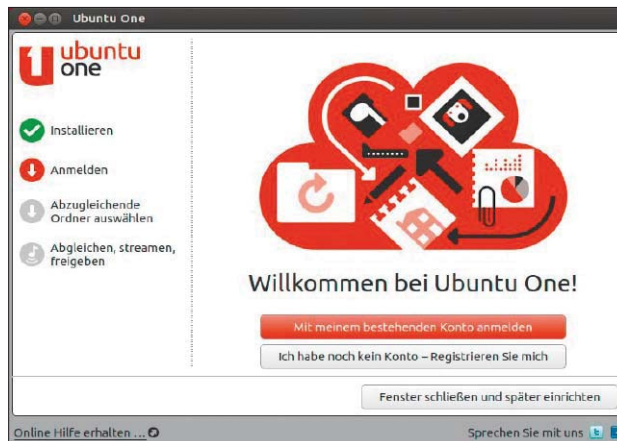 Ubuntu One
ubuntu
one
Installieren
Anmelden
Abzugleichende
Ordner auswählen
Abgleichen, streamen,
freigeben
Willkommen bei Ubuntu One!
Mit meinem bestehenden Konto anmelden
Ich habe noch kein Konto – Registrieren Sie mich
Fenster schließen und später einrichten
Online Hilfe erhalten ...
Sprechen Sie mit uns